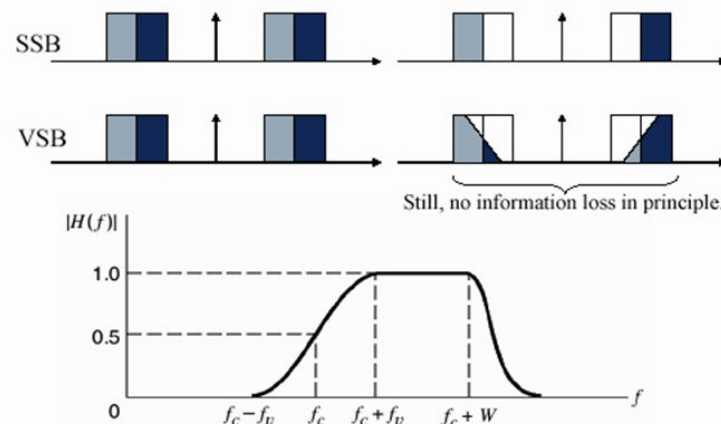 SSB
VSB
Still, no information loss in principle.
|H(f)|
1.0
0.5
0
f_c − f_v f_c f_c + f_v f_c + W f